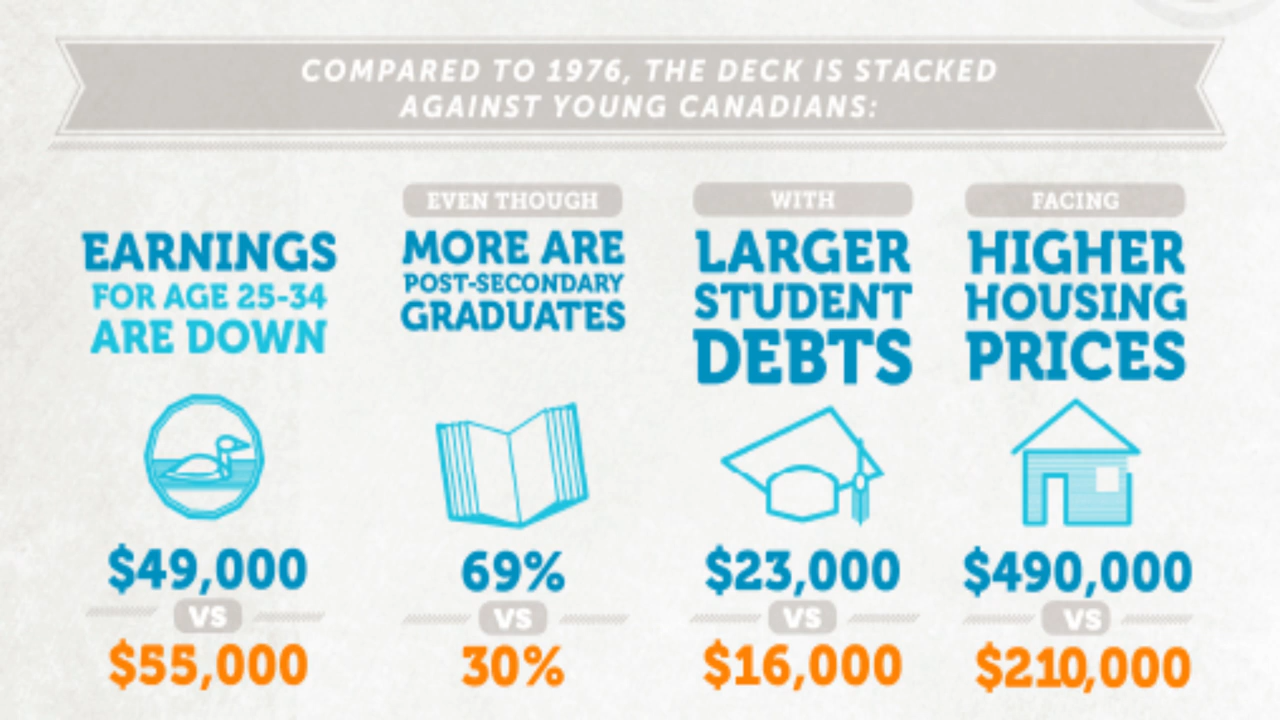 COMPARED TO 1976, THE DECK IS STACKED
AGAINST YOUNG CANADIANS:
EARNINGS
FOR AGE 25-34
ARE DOWN
$49,000
VS
$55,000
EVEN THOUGH
MORE ARE
POST-SECONDARY
GRADUATES
69%
VS
30%
WITH
LARGER
STUDENT
DEBTS
$23,000
VS
$16,000
FACING
HIGHER
HOUSING
PRICES
$490,000
VS
$210,000